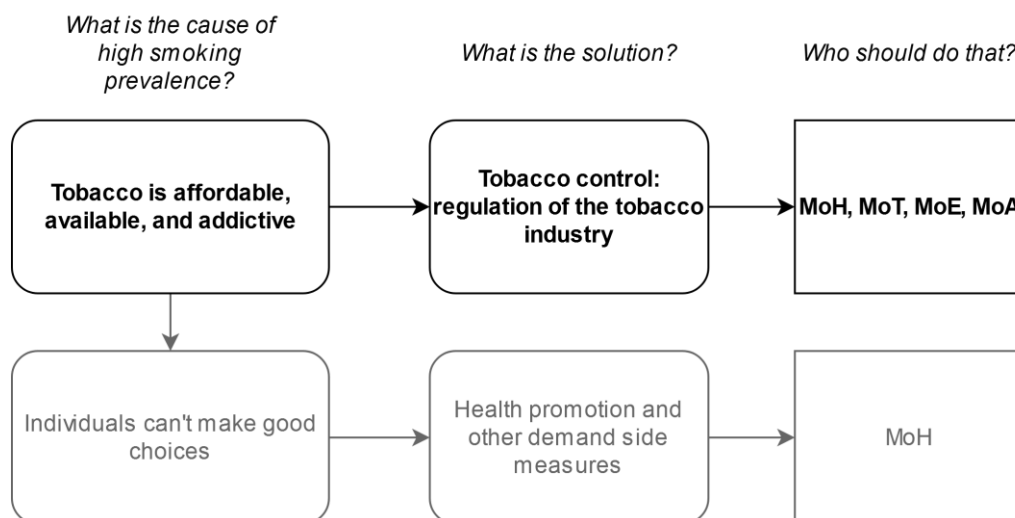 What is the cause of
high smoking
prevalence?
What is the solution?
Who should do that?
Tobacco is affordable,
available, and addictive
Tobacco control:
regulation of the tobacco
industry
MoH, MoT, MoE, MoA
Individuals can't make good
choices
Health promotion and
other demand side
measures
MoH